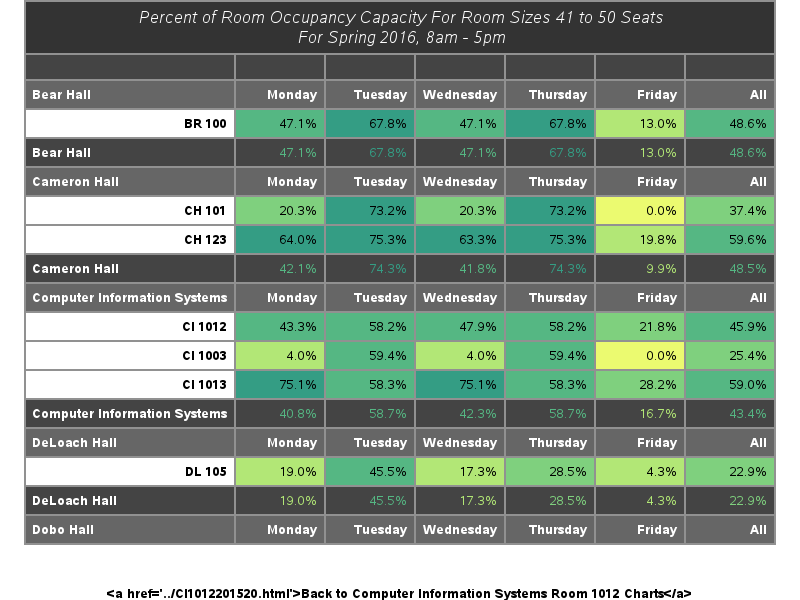 Percent of Room Occupancy Capacity For Room Sizes 41 to 50 Seats
For Spring 2016, 8am - 5pm
Bear Hall Monday Tuesday Wednesday Thursday Friday All
BR 100 47.1% 67.8% 47.1% 67.8% 13.0% 48.6%
Bear Hall 47.1% 67.8% 47.1% 67.8% 13.0% 48.6%
Cameron Hall Monday Tuesday Wednesday Thursday Friday All
CH 101 20.3% 73.2% 20.3% 73.2% 0.0% 37.4%
CH 123 64.0% 75.3% 63.3% 75.3% 19.8% 59.6%
Cameron Hall 42.1% 74.3% 41.8% 74.3% 9.9% 48.5%
Computer Information Systems Monday Tuesday Wednesday Thursday Friday All
CI 1012 43.3% 58.2% 47.9% 58.2% 21.8% 45.9%
CI 1003 4.0% 59.4% 4.0% 59.4% 0.0% 25.4%
CI 1013 75.1% 58.3% 75.1% 58.3% 28.2% 59.0%
Computer Information Systems 40.8% 58.7% 42.3% 58.7% 16.7% 43.4%
DeLoach Hall Monday Tuesday Wednesday Thursday Friday All
DL 105 19.0% 45.5% 17.3% 28.5% 4.3% 22.9%
DeLoach Hall 19.0% 45.5% 17.3% 28.5% 4.3% 22.9%
Dobo Hall Monday Tuesday Wednesday Thursday Friday All
<a href='../CI1012201520.html'>Back to Computer Information Systems Room 1012 Charts</a>